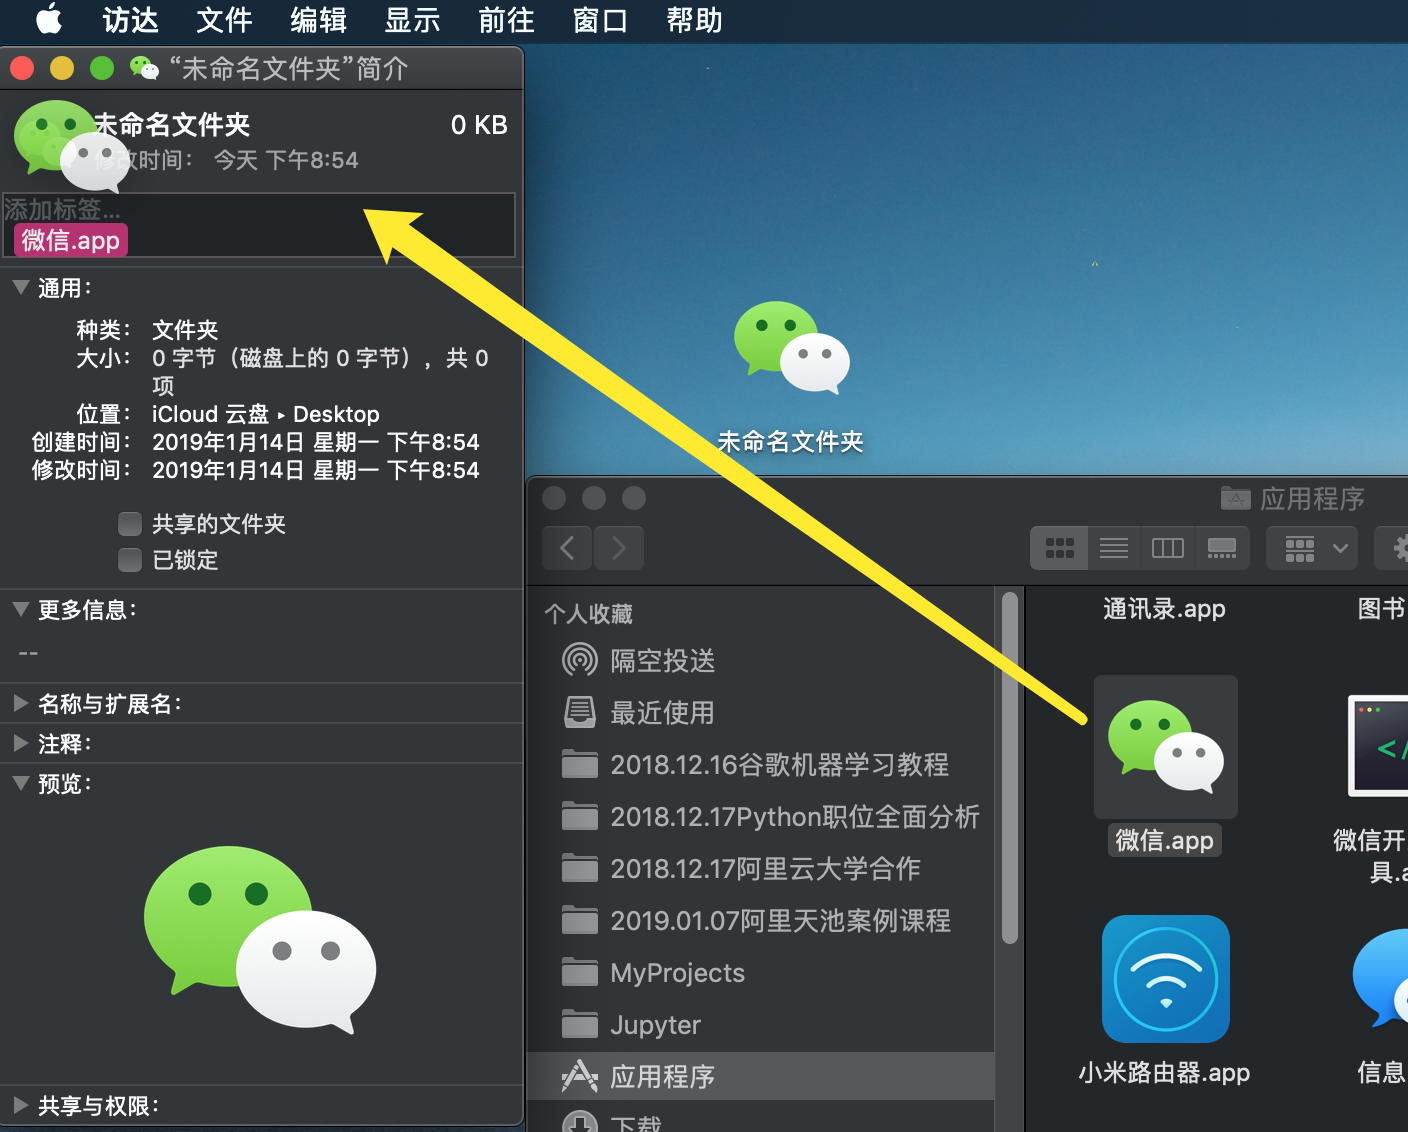 访达 文件 编辑 显示 前往 窗口 帮助
“未命名文件夹”简介
未命名文件夹 0 KB
修改时间： 今天 下午8:54
添加标签...
微信.app
通用：
种类： 文件夹
大小： 0 字节（磁盘上的 0 字节），共 0
项
位置： iCloud 云盘 ▸ Desktop
创建时间： 2019年1月14日 星期一 下午8:54
修改时间： 2019年1月14日 星期一 下午8:54
共享的文件夹
已锁定
更多信息：
--
名称与扩展名：
注释：
预览：
共享与权限：
未命名文件夹
应用程序
个人收藏
隔空投送
最近使用
2018.12.16谷歌机器学习教程
2018.12.17Python职位全面分析
2018.12.17阿里云大学合作
2019.01.07阿里天池案例课程
MyProjects
Jupyter
应用程序
下载
通讯录.app
图书
微信.app
微信开
具.a
小米路由器.app
信息